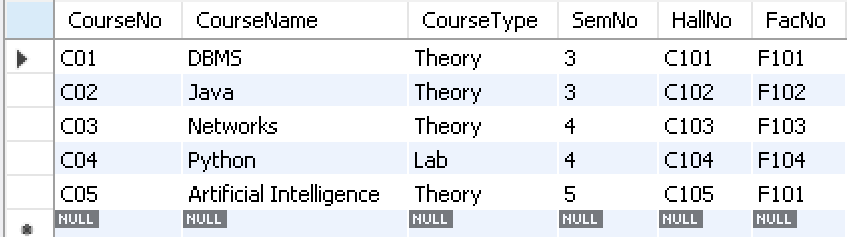 CourseNo CourseName CourseType SemNo HallNo FacNo
C01 DBMS Theory 3 C101 F101
C02 Java Theory 3 C102 F102
C03 Networks Theory 4 C103 F103
C04 Python Lab 4 C104 F104
C05 Artificial Intelligence Theory 5 C105 F101
NULL NULL NULL NULL NULL NULL